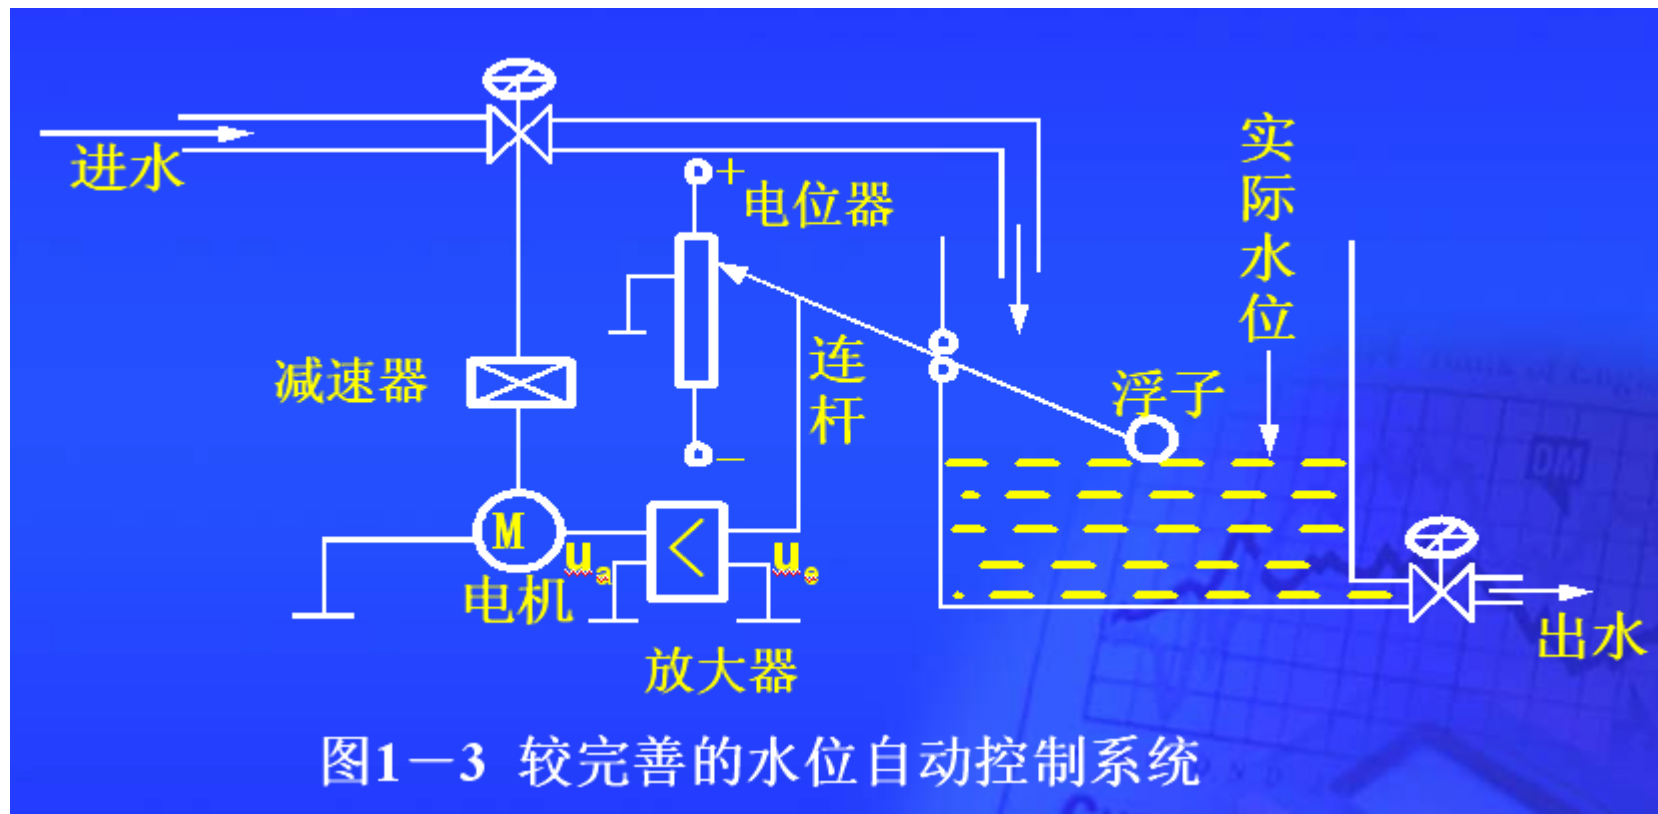 进水
+
电位器
实际水位
减速器
连杆
浮子
−
M
ua
ue
电机
放大器
出水
DM
图1－3 较完善的水位自动控制系统